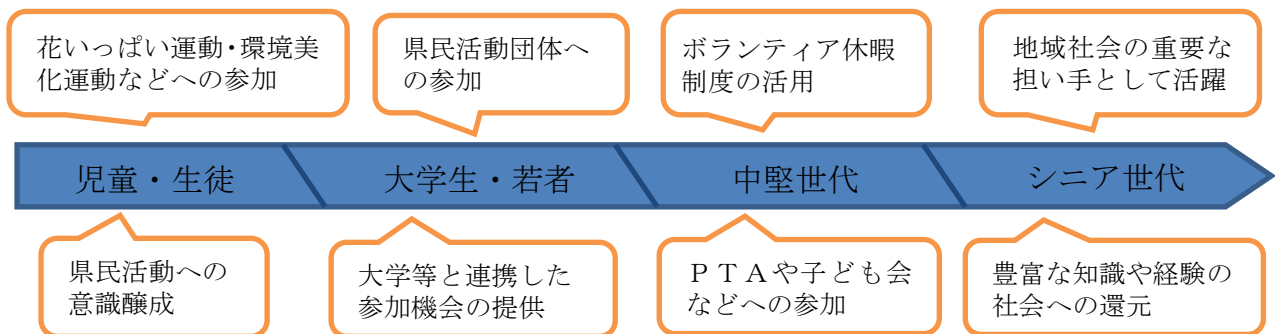 花いっぱい運動・環境美
化運動などへの参加
県民活動団体へ
の参加
ボランティア休暇
制度の活用
地域社会の重要な
担い手として活躍
児童・生徒
大学生・若者
中堅世代
シニア世代
県民活動への
意識醸成
大学等と連携した
参加機会の提供
ＰＴＡや子ども会
などへの参加
豊富な知識や経験の
社会への還元